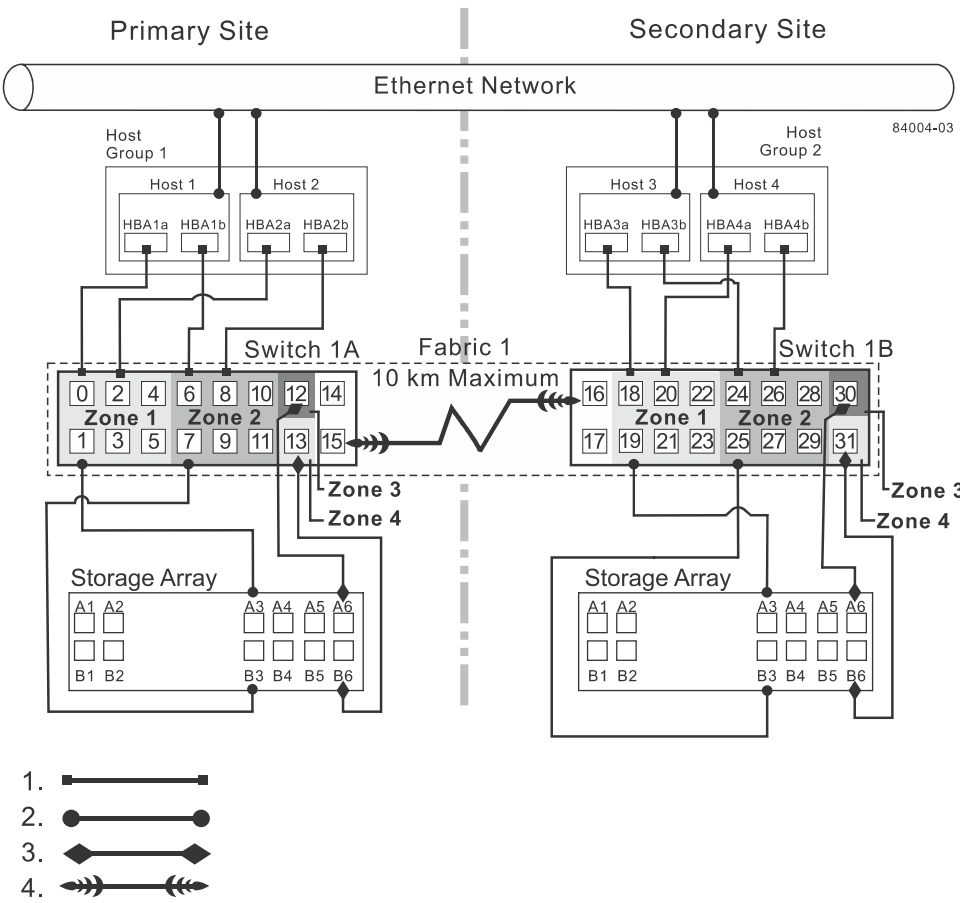 Primary Site
Secondary Site
Ethernet Network
84004-03
Host
Group 1
Host
Group 2
Host 1
Host 2
Host 3
Host 4
HBA1a HBA1b HBA2a HBA2b
HBA3a HBA3b HBA4a HBA4b
Switch 1A
Fabric 1
Switch 1B
10 km Maximum
0 2 4 6 8 10 12 14
Zone 1 Zone 2
1 3 5 7 9 11 13 15
16 18 20 22 24 26 28 30
Zone 1 Zone 2
17 19 21 23 25 27 29 31
Zone 3
Zone 4
Zone 3
Zone 4
Storage Array
A1 A2 A3 A4 A5 A6
B1 B2 B3 B4 B5 B6
Storage Array
A1 A2 A3 A4 A5 A6
B1 B2 B3 B4 B5 B6
1.
2.
3.
4.